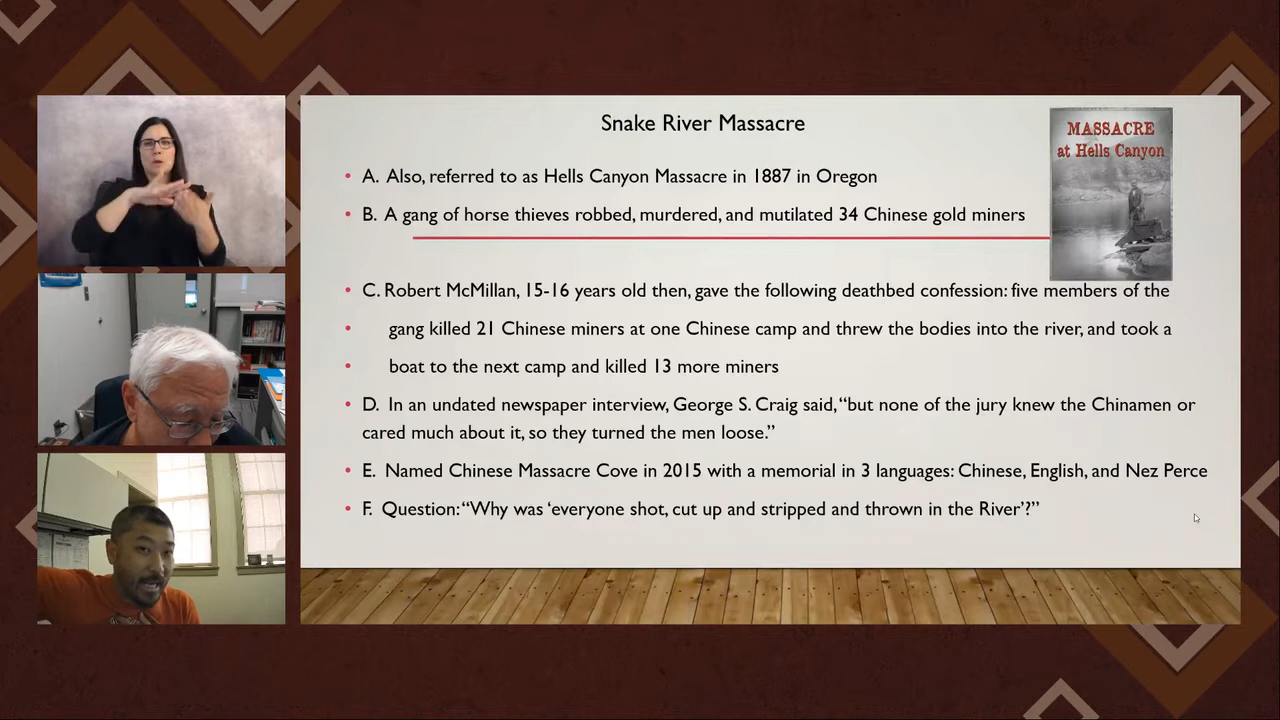 Snake River Massacre
MASSACRE
at Hells Canyon
• A. Also, referred to as Hells Canyon Massacre in 1887 in Oregon
• B. A gang of horse thieves robbed, murdered, and mutilated 34 Chinese gold miners
• C. Robert McMillan, 15-16 years old then, gave the following deathbed confession: five members of the
• gang killed 21 Chinese miners at one Chinese camp and threw the bodies into the river, and took a
• boat to the next camp and killed 13 more miners
• D. In an undated newspaper interview, George S. Craig said, “but none of the jury knew the Chinamen or
cared much about it, so they turned the men loose.”
• E. Named Chinese Massacre Cove in 2015 with a memorial in 3 languages: Chinese, English, and Nez Perce
• F. Question: “Why was ‘everyone shot, cut up and stripped and thrown in the River’?”